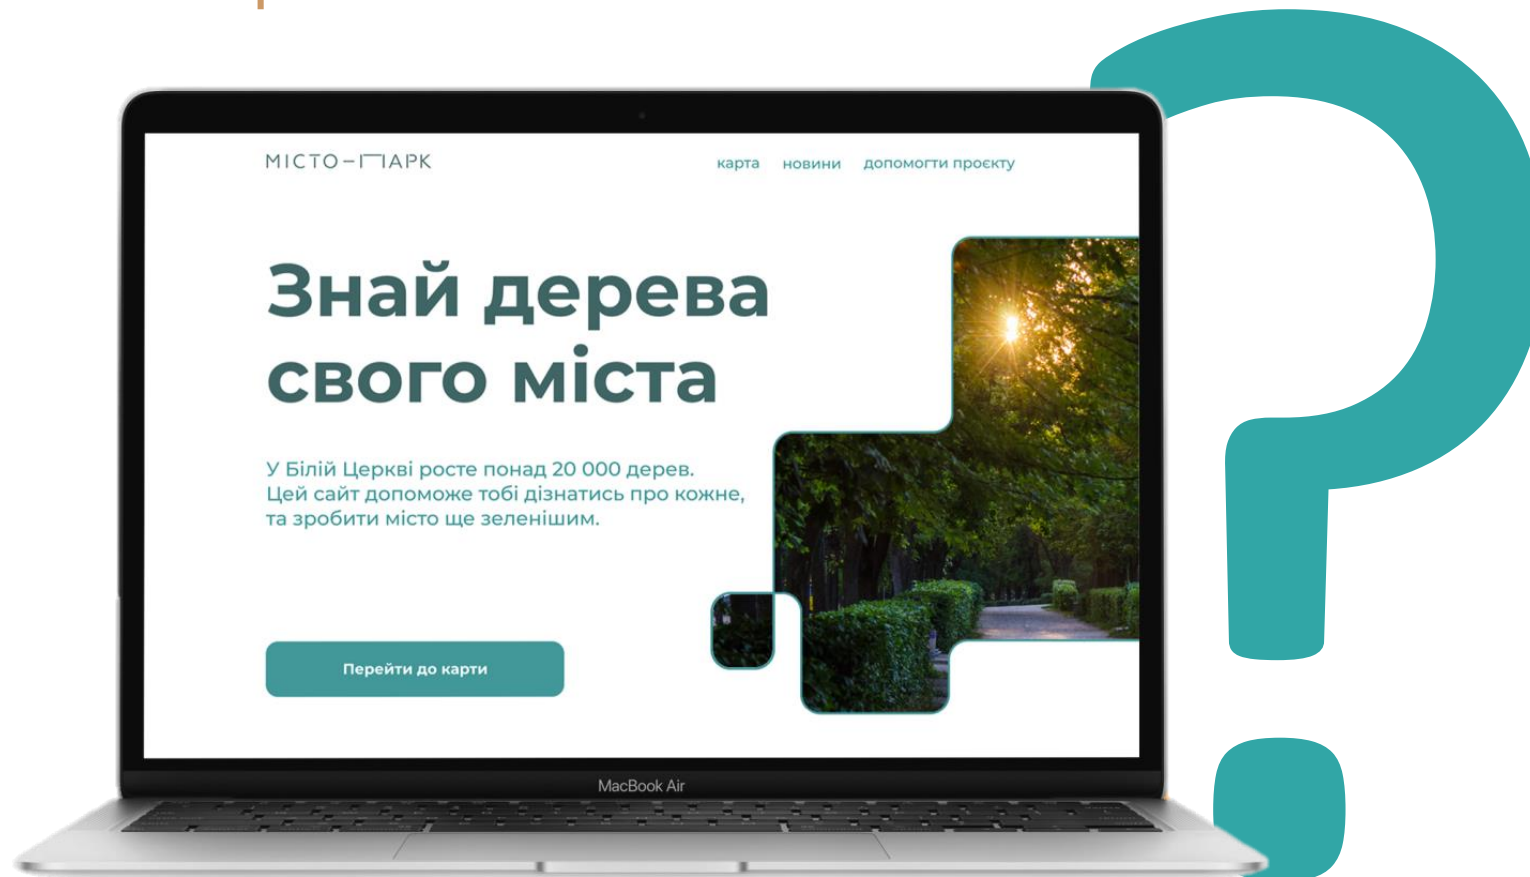 МІСТО-ПАРК
карта новини допомогти проєкту
Знай дерева
свого міста
У Білій Церкві росте понад 20 000 дерев.
Цей сайт допоможе тобі дізнатись про кожне,
та зробити місто ще зеленішим.
Перейти до карти
MacBook Air
?